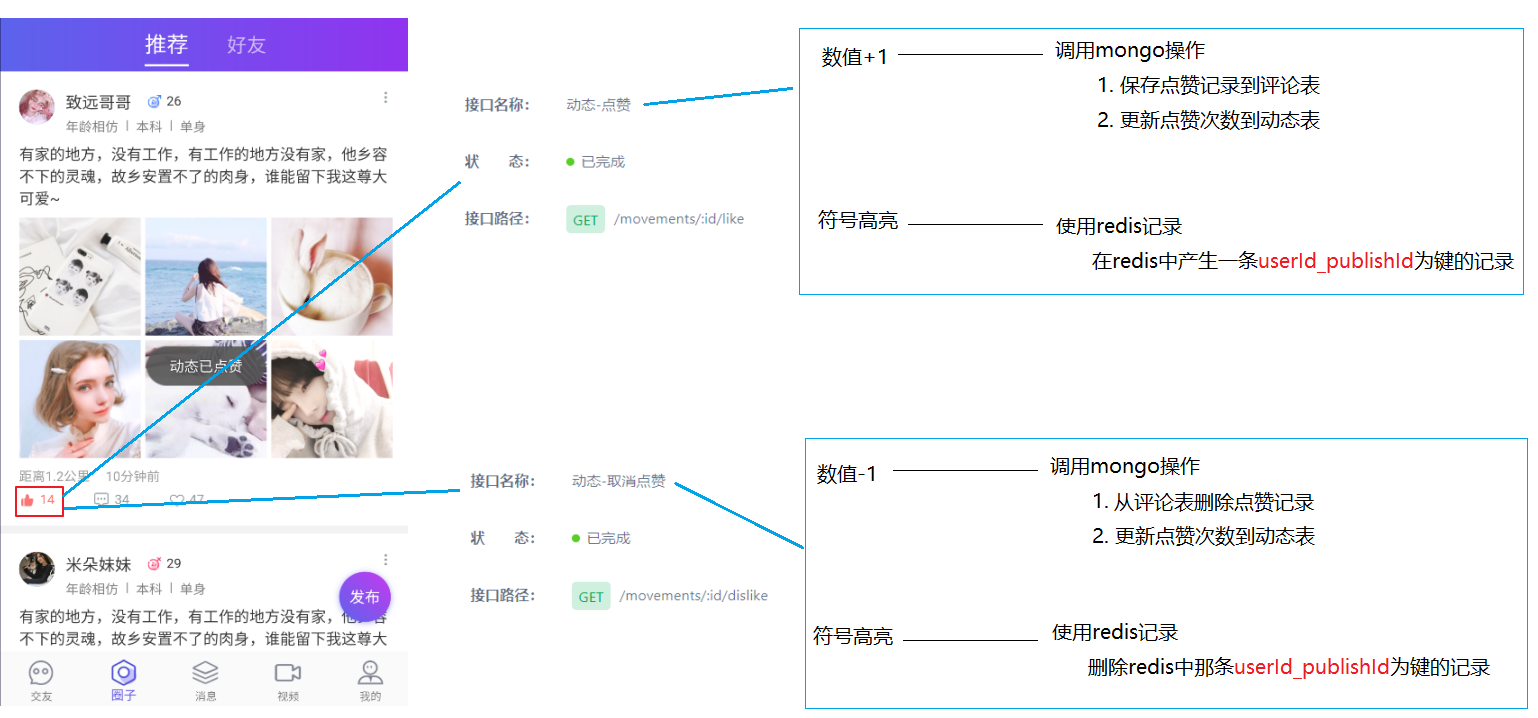 推荐 好友
致远哥哥 26
年龄相仿 | 本科 | 单身
有家的地方，没有工作，有工作的地方没有家，他乡容
不下的灵魂，故乡安置不了的肉身，谁能留下我这尊大
可爱~
动态已点赞
距离1.2公里 10分钟前
14 34 47
米朵妹妹 29
年龄相仿 | 本科 | 单身
有家的地方，没有工作，有工作的地方没有家，他乡容
不下的灵魂，故乡安置不了的肉身，谁能留下我这尊大
发布
交友 圈子 消息 视频 我的
接口名称： 动态-点赞
状 态： 已完成
接口路径： GET /movements/:id/like
数值+1 调用mongo操作
1. 保存点赞记录到评论表
2. 更新点赞次数到动态表
符号高亮 使用redis记录
在redis中产生一条userId_publishId为键的记录
接口名称： 动态-取消点赞
状 态： 已完成
接口路径： GET /movements/:id/dislike
数值-1 调用mongo操作
1. 从评论表删除点赞记录
2. 更新点赞次数到动态表
符号高亮 使用redis记录
删除redis中那条userId_publishId为键的记录